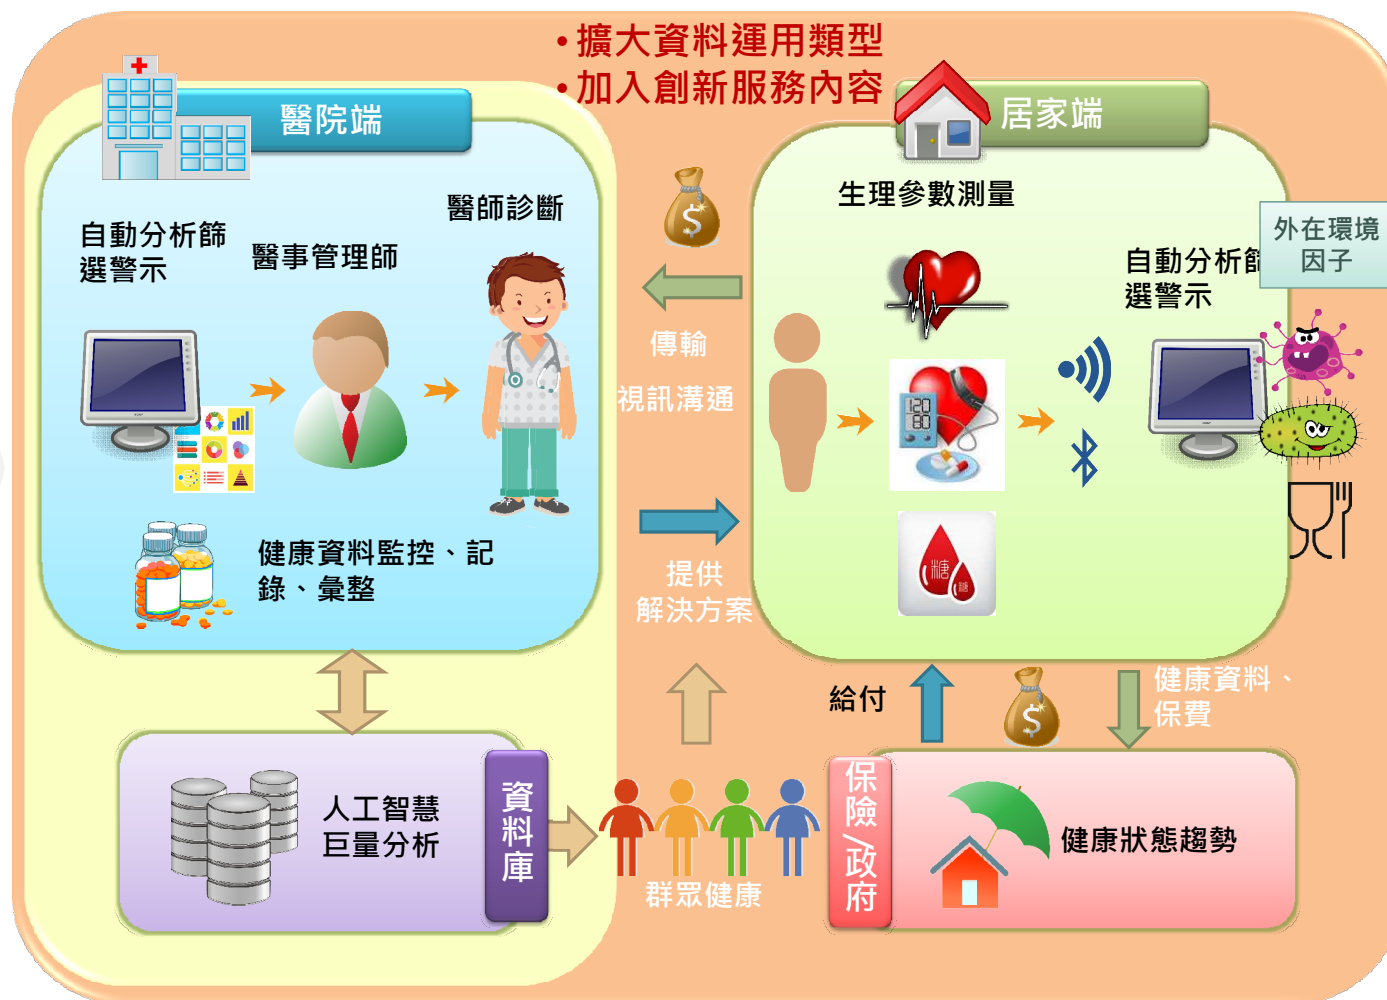 •擴大資料運用類型
•加入創新服務內容
醫院端
居家端
自動分析篩
選警示
醫事管理師
醫師診斷
健康資料監控、記
錄、彙整
傳輸
視訊溝通
提供
解決方案
生理參數測量
120
80
糖
糖
自動分析篩
選警示
外在環境
因子
人工智慧
巨量分析
資料庫
群眾健康
給付
健康資料、
保費
保險/政府
健康狀態趨勢